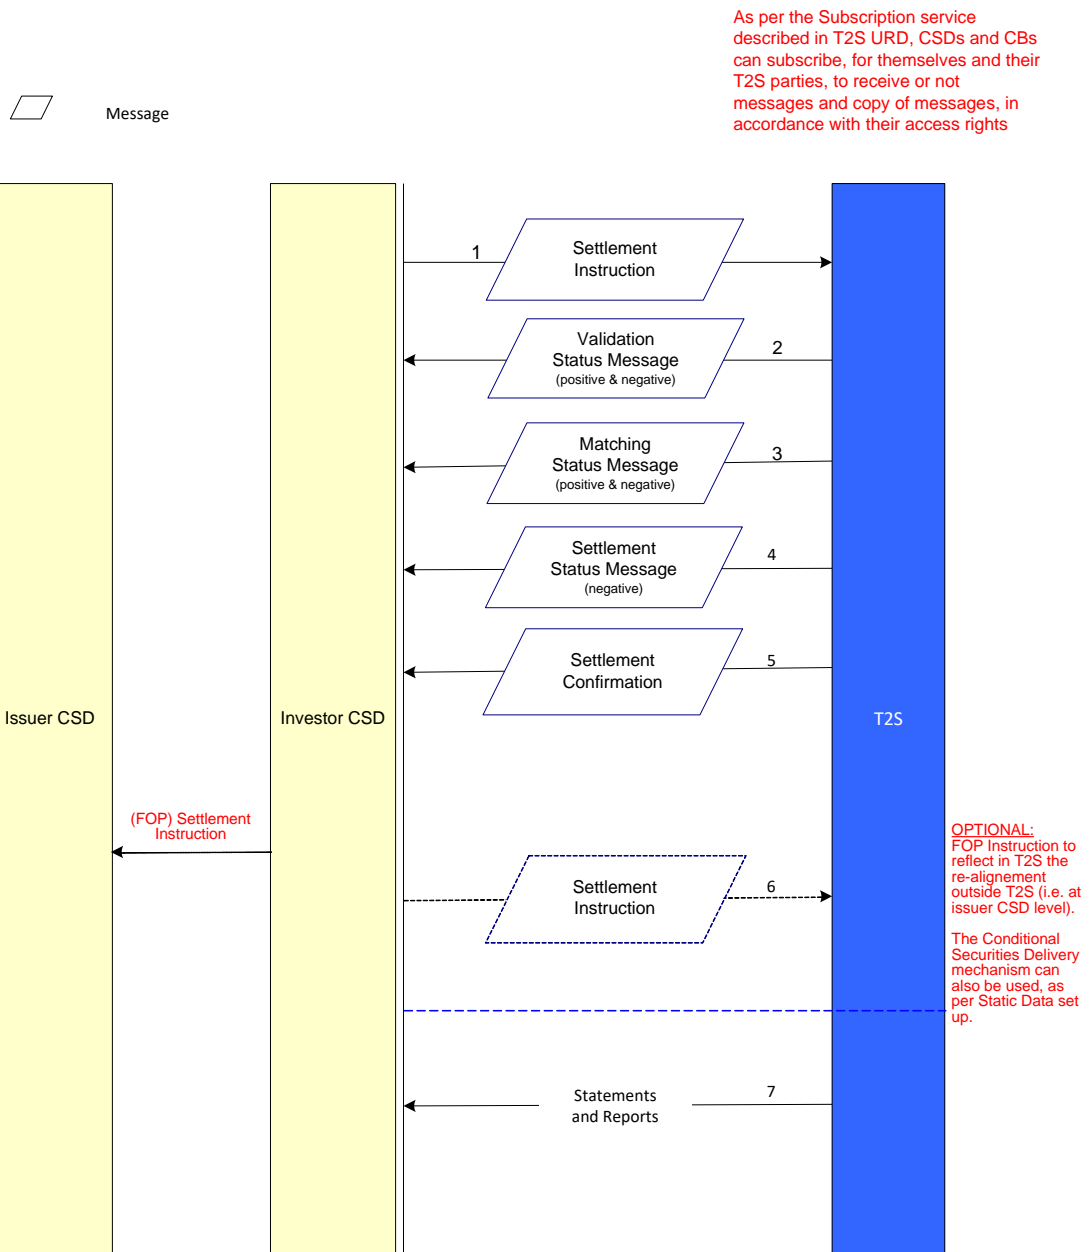 As per the Subscription service
described in T2S URD, CSDs and CBs
can subscribe, for themselves and their
T2S parties, to receive or not
messages and copy of messages, in
accordance with their access rights
Message
1
Settlement
Instruction
Validation
Status Message
(positive & negative)
2
Matching
Status Message
(positive & negative)
3
Settlement
Status Message
(negative)
4
Settlement
Confirmation
5
Issuer CSD
Investor CSD
T2S
(FOP) Settlement
Instruction
Settlement
Instruction
6
OPTIONAL:
FOP Instruction to
reflect in T2S the
re-alignement
outside T2S (i.e. at
issuer CSD level).
The Conditional
Securities Delivery
mechanism can
also be used, as
per Static Data set
up.
Statements
and Reports
7